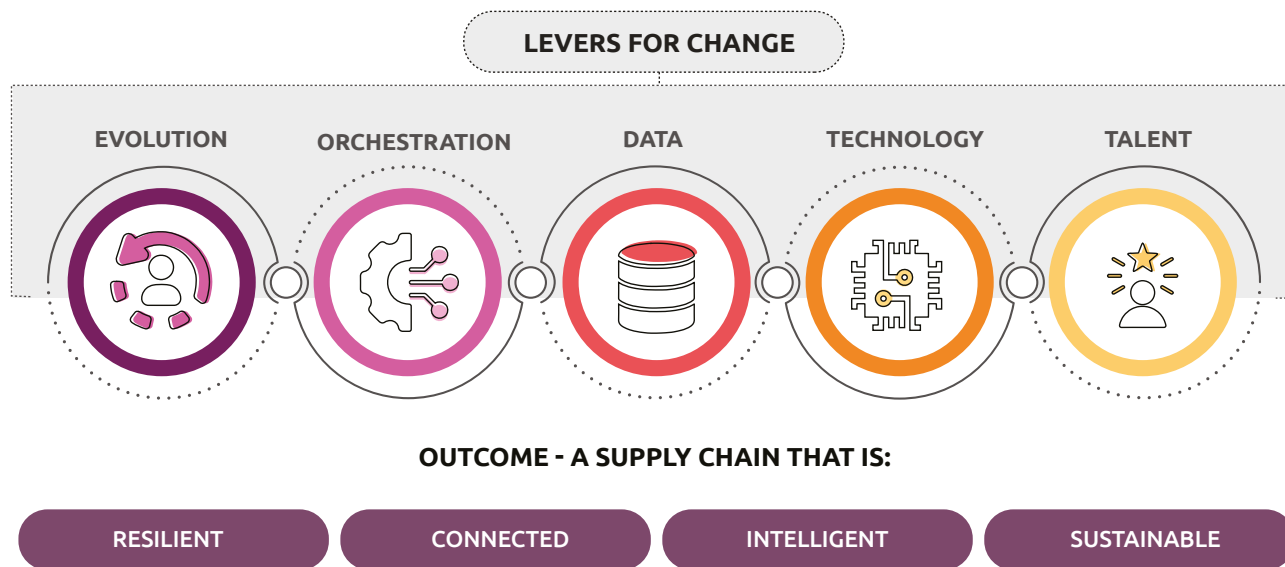 LEVERS FOR CHANGE
EVOLUTION
ORCHESTRATION
DATA
TECHNOLOGY
TALENT
OUTCOME - A SUPPLY CHAIN THAT IS:
RESILIENT
CONNECTED
INTELLIGENT
SUSTAINABLE